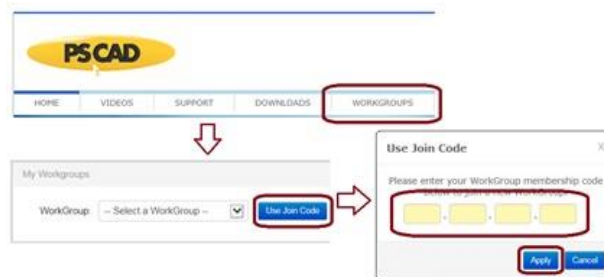 PSCAD
HOME VIDEOS SUPPORT DOWNLOADS WORKGROUPS
My Workgroups
WorkGroup: -- Select a WorkGroup -- Use Join Code
Use Join Code X
Please enter your WorkGroup membership code
below to join a new WorkGroup.
Apply Cancel